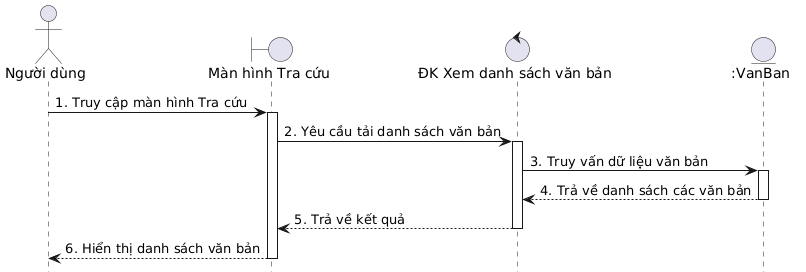 Người dùng
Màn hình Tra cứu
ĐK Xem danh sách văn bản
:VanBan
1. Truy cập màn hình Tra cứu
2. Yêu cầu tải danh sách văn bản
3. Truy vấn dữ liệu văn bản
4. Trả về danh sách các văn bản
5. Trả về kết quả
6. Hiển thị danh sách văn bản